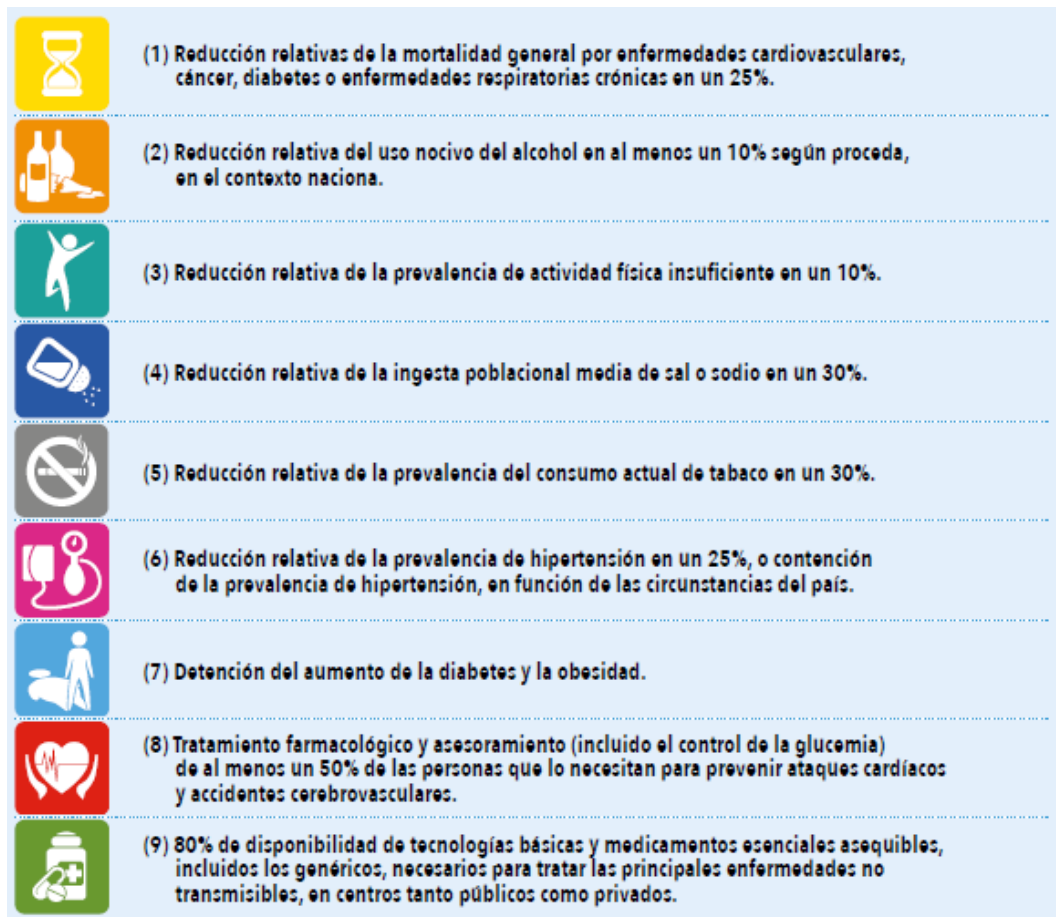 (1) Reducción relativas de la mortalidad general por enfermedades cardiovasculares,
cáncer, diabetes o enfermedades respiratorias crónicas en un 25%.
(2) Reducción relativa del uso nocivo del alcohol en al menos un 10% según proceda,
en el contexto naciona.
(3) Reducción relativa de la prevalencia de actividad física insuficiente en un 10%.
(4) Reducción relativa de la ingesta poblacional media de sal o sodio en un 30%.
(5) Reducción relativa de la prevalencia del consumo actual de tabaco en un 30%.
(6) Reducción relativa de la prevalencia de hipertensión en un 25%, o contención
de la prevalencia de hipertensión, en función de las circunstancias del país.
(7) Detención del aumento de la diabetes y la obesidad.
(8) Tratamiento farmacológico y asesoramiento (incluido el control de la glucemia)
de al menos un 50% de las personas que lo necesitan para prevenir ataques cardíacos
y accidentes cerebrovasculares.
(9) 80% de disponibilidad de tecnologías básicas y medicamentos esenciales asequibles,
incluidos los genéricos, necesarios para tratar las principales enfermedades no
transmisibles, en centros tanto públicos como privados.